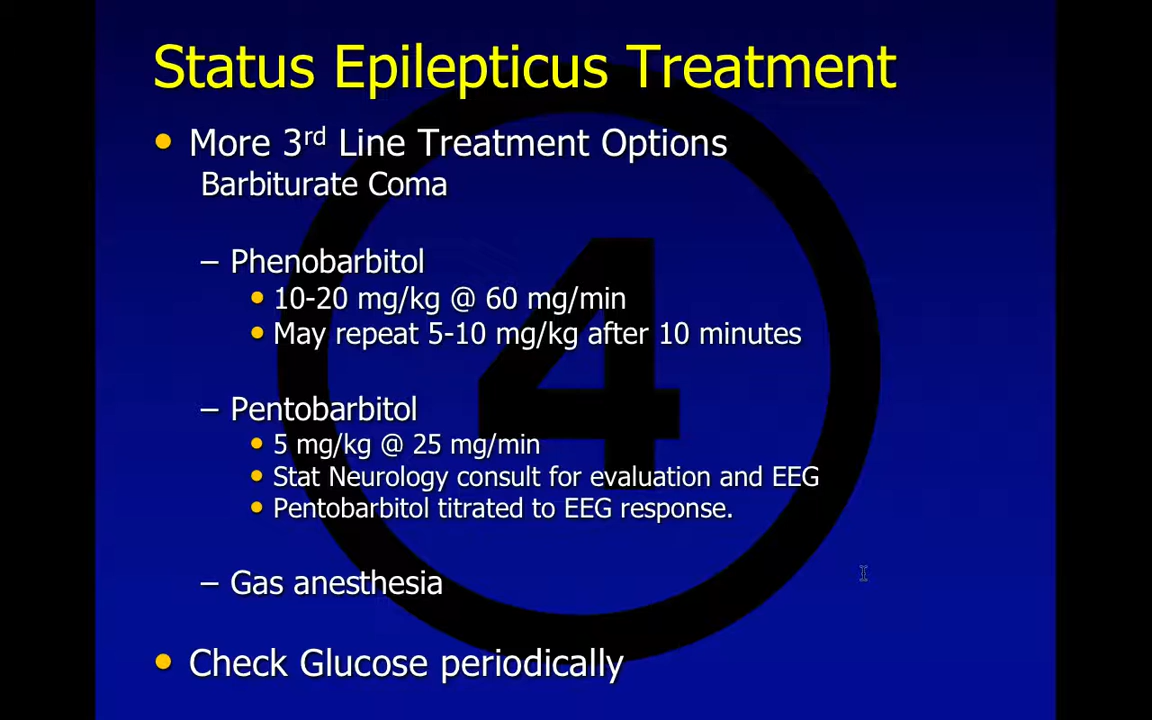 Status Epilepticus Treatment
• More 3rd Line Treatment Options
Barbiturate Coma
– Phenobarbitol
• 10-20 mg/kg @ 60 mg/min
• May repeat 5-10 mg/kg after 10 minutes
– Pentobarbitol
• 5 mg/kg @ 25 mg/min
• Stat Neurology consult for evaluation and EEG
• Pentobarbitol titrated to EEG response.
– Gas anesthesia
• Check Glucose periodically
4